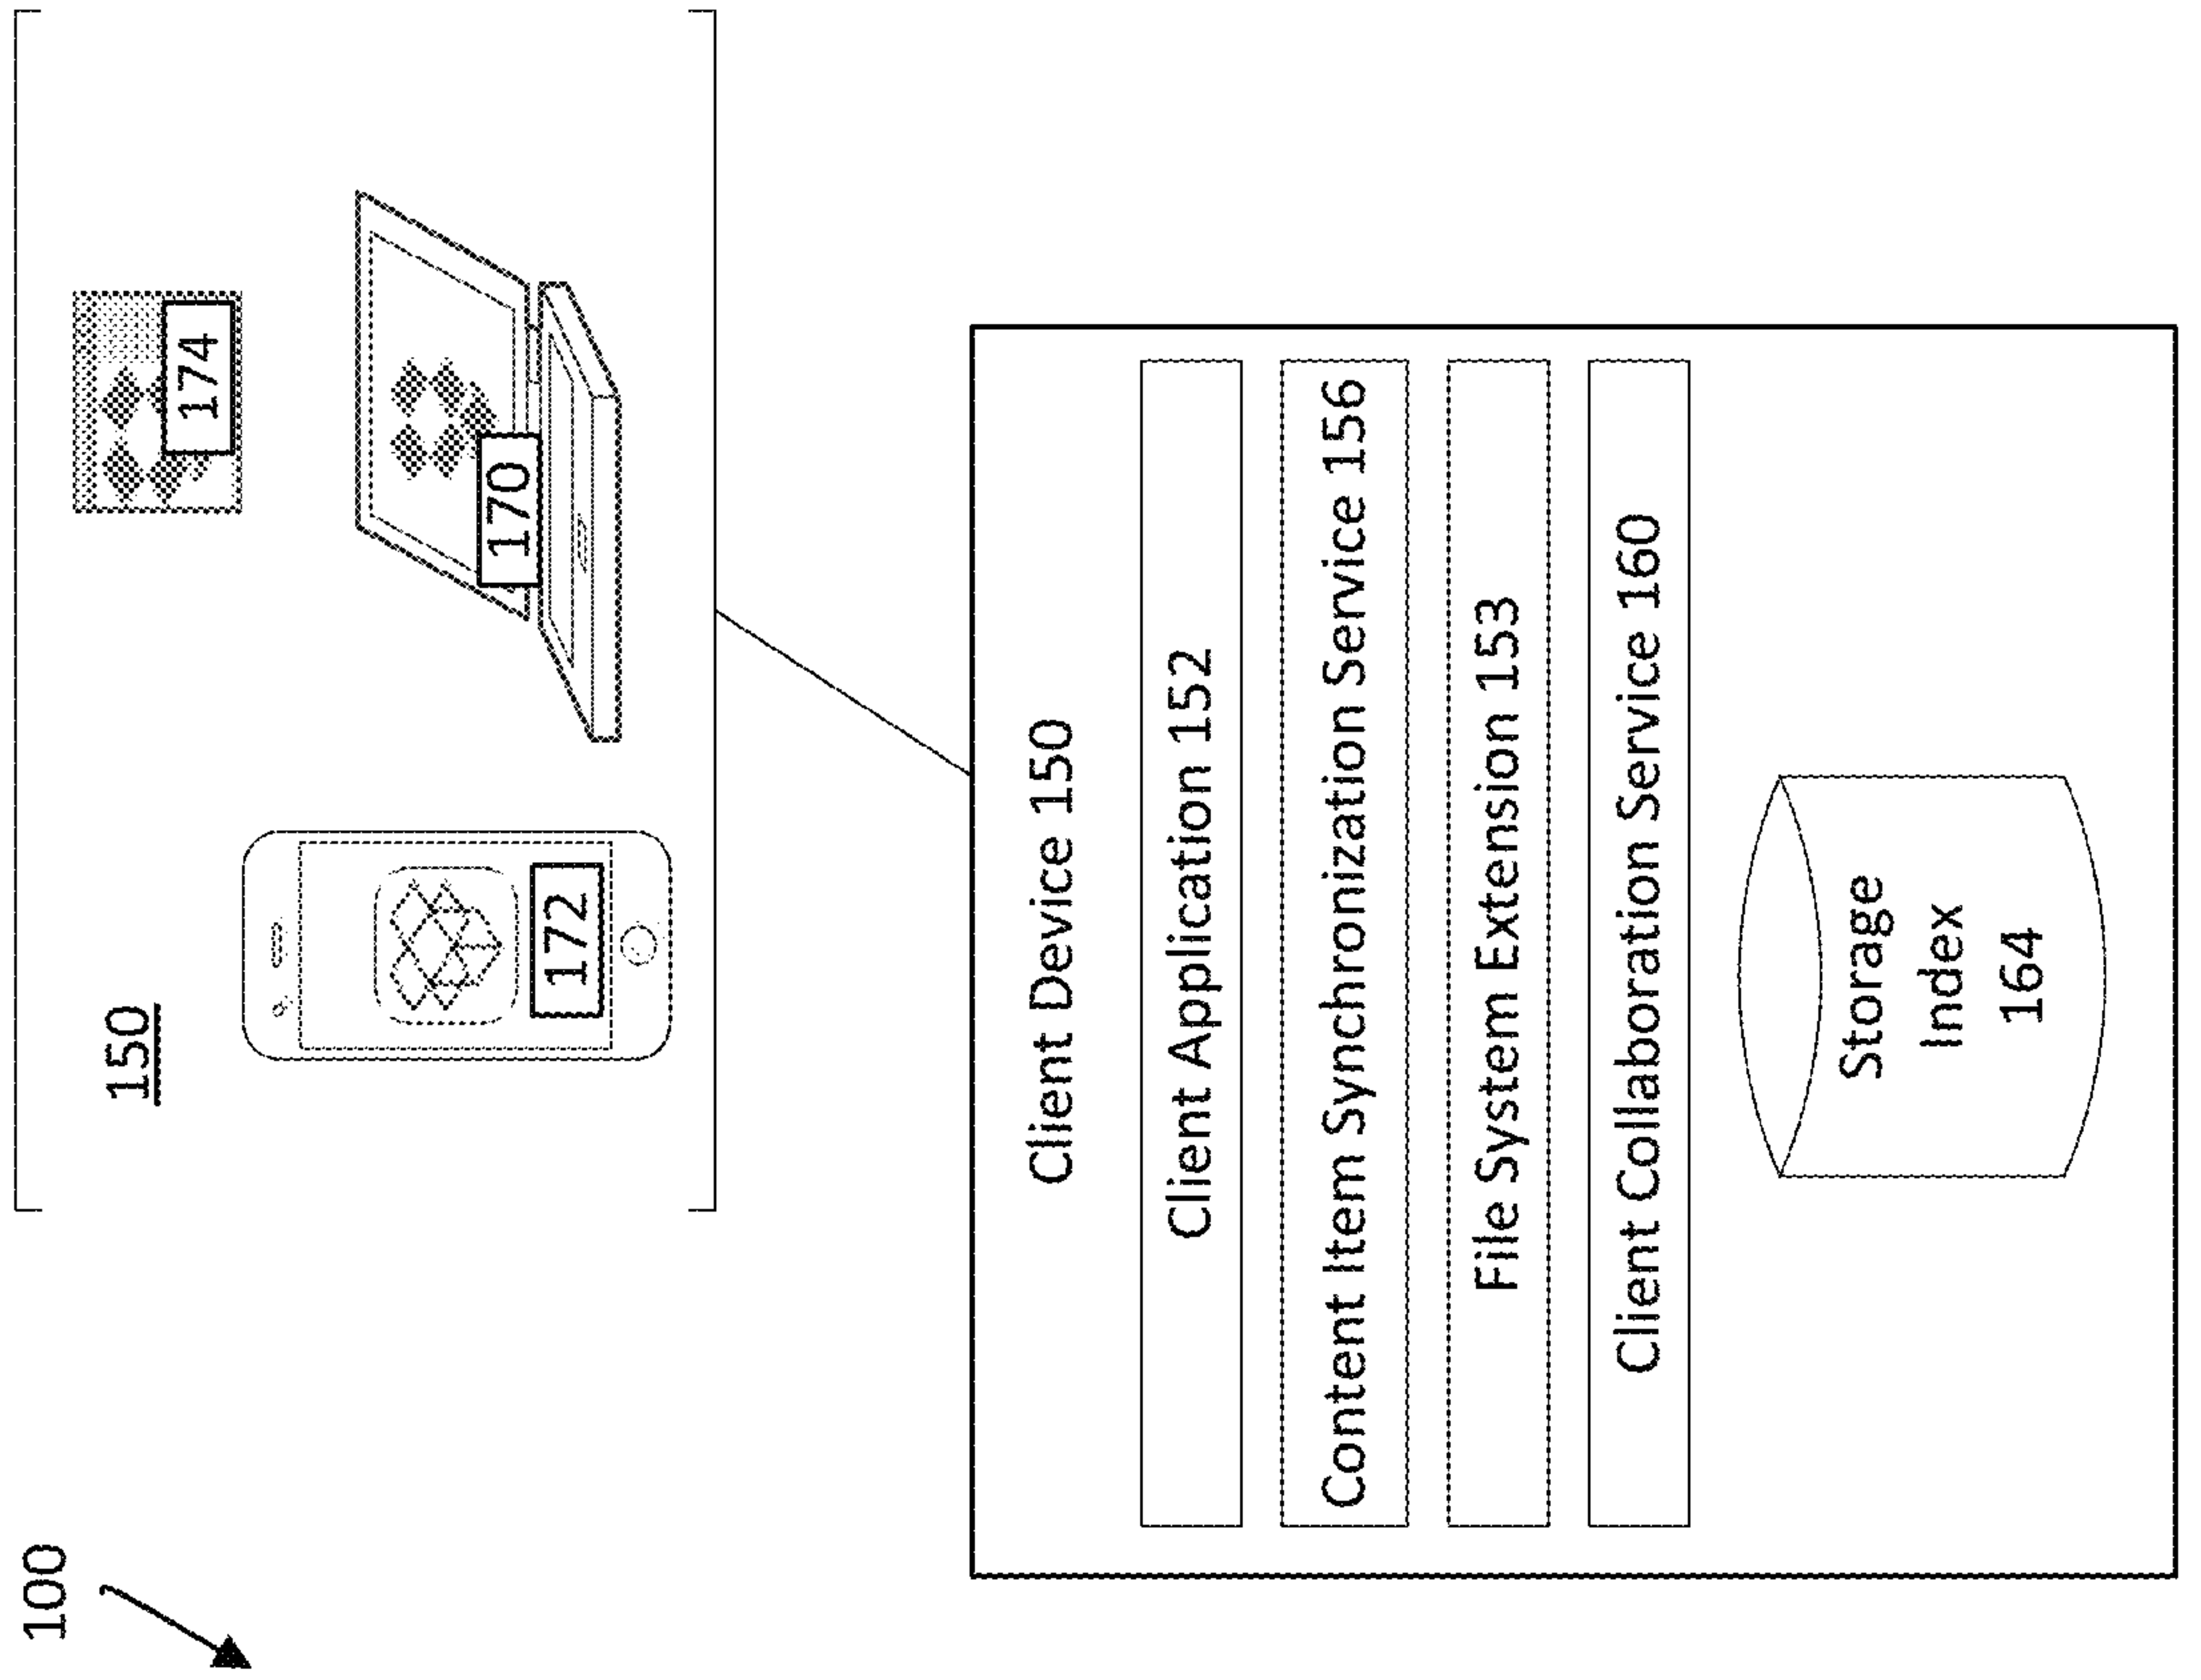 100
150
172
170
174
Client Device 150
Client Application 152
Content Item Synchronization Service 156
File System Extension 153
Client Collaboration Service 160
Storage
Index
164